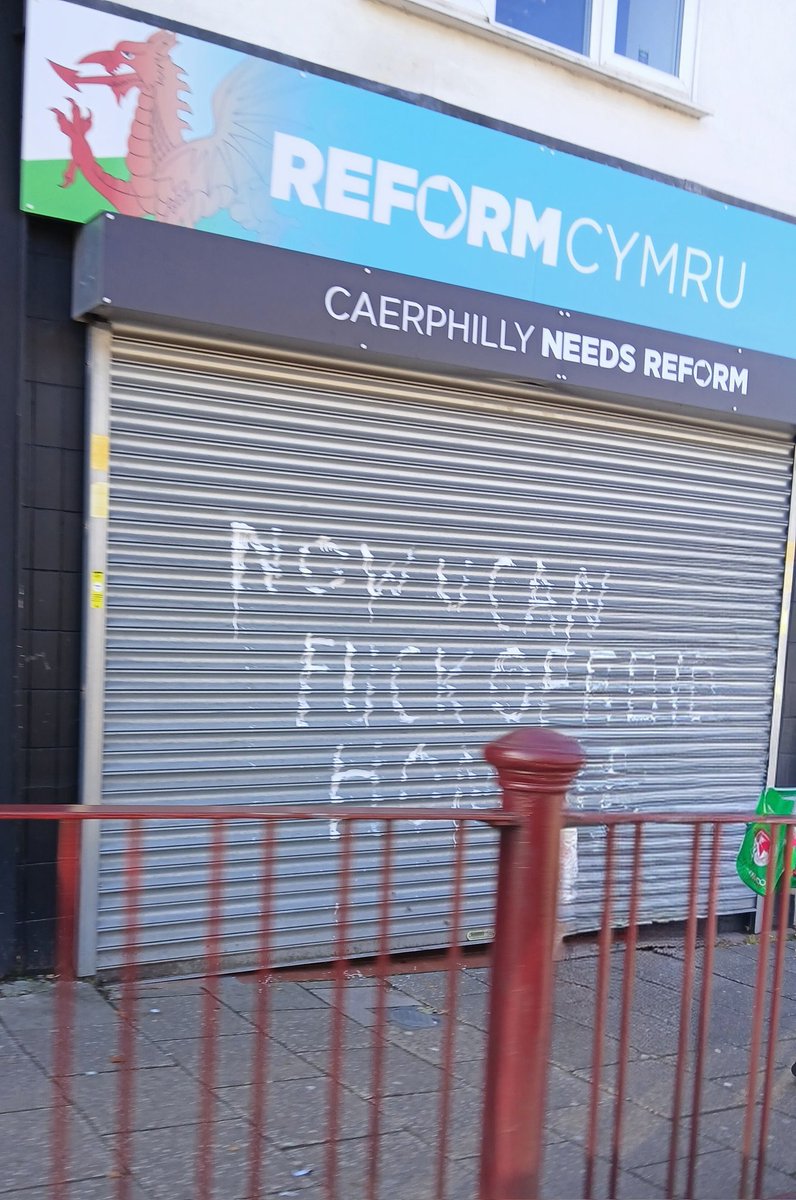 REFORM CYMRU
CAERPHILLY NEEDS REFORM
NOW U CAN
FUCK OFF